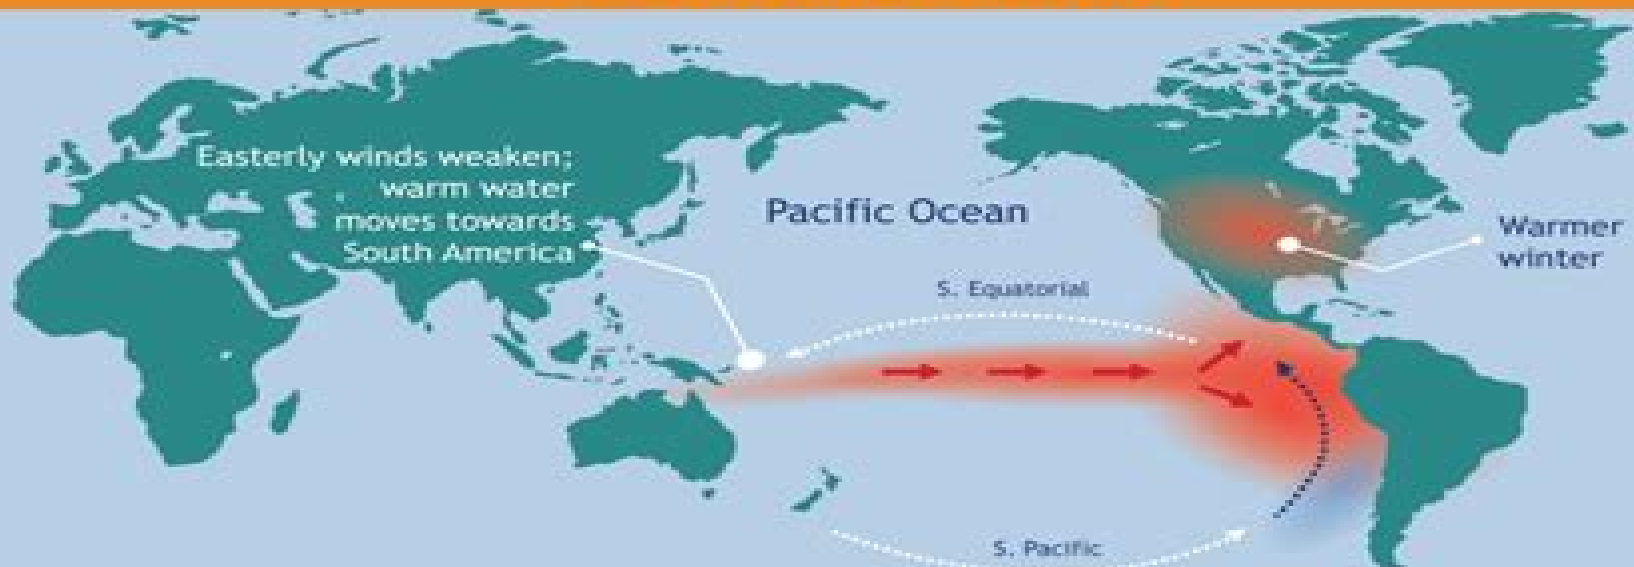 Easterly winds weaken;
warm water
moves towards
South America
Pacific Ocean
Warmer
winter
S. Equatorial
S. Pacific